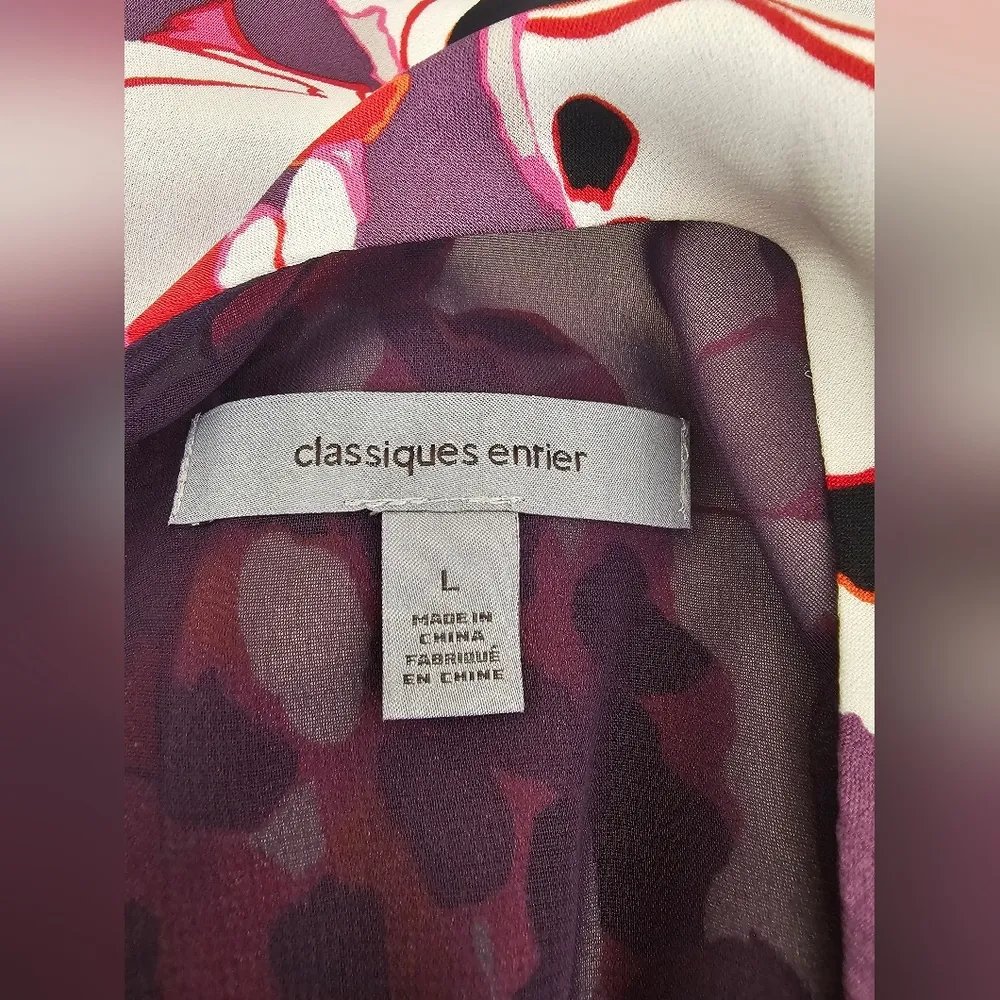 classiques entier
L
MADE IN
CHINA
FABRIQUÉ
EN CHINE